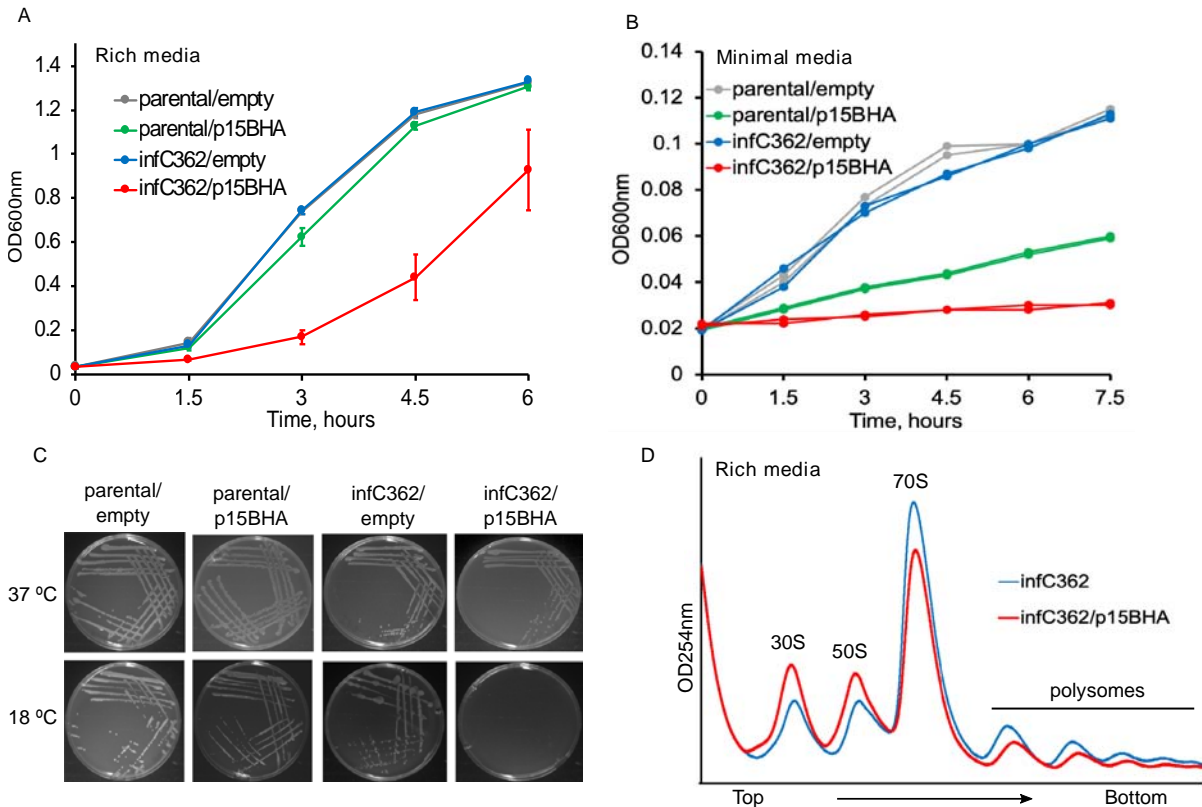 A
Rich media
parental/empty
parental/p15BHA
infC362/empty
infC362/p15BHA
OD600nm
1.4
1.2
1
0.8
0.6
0.4
0.2
0
0
1.5
3
4.5
6
Time, hours
B
Minimal media
parental/empty
parental/p15BHA
infC362/empty
infC362/p15BHA
OD600nm
0.14
0.12
0.1
0.08
0.06
0.04
0.02
0
0
1.5
3
4.5
6
7.5
Time, hours
C
parental/
empty
parental/
p15BHA
infC362/
empty
infC362/
p15BHA
37 ºC
18 ºC
D
Rich media
70S
infC362
infC362/p15BHA
30S
50S
polysomes
OD254nm
Top
Bottom